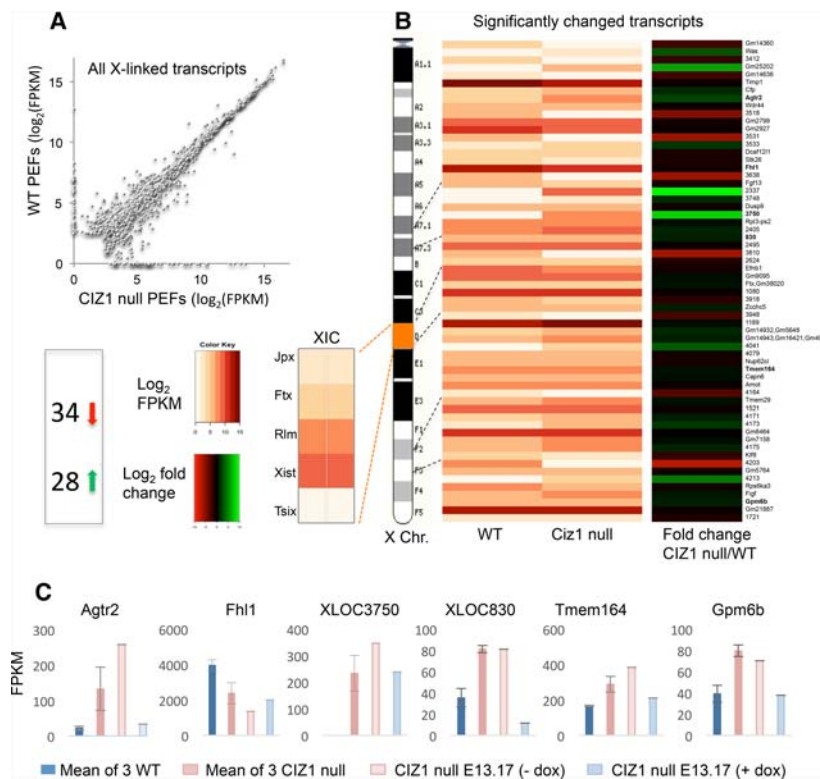 A
All X-linked transcripts
WT PEFs (log2(FPKM)
15
10
5
0
0 5 10 15
CIZ1 null PEFs (log2(FPKM)
34
28
Color Key
Log2
FPKM
Log2 fold
change
XIC
Jpx
Ftx
Rlm
Xist
Tsix
B
Significantly changed transcripts
A1.1
A2
A3.1
A3.3
A4
A5
A6
A7.1
A7.3
B
C1
C3
D
E1
E3
F1
F2
F3
F4
F5
X Chr.
WT
Ciz1 null
Fold change
CIZ1 null/WT
Gm14360
Was
3412
Gm25202
Gm14636
Timp1
Cfp
Agtr2
Wdr44
3518
Gm2799
Gm2927
3531
3533
Dcaf12l1
Stk26
Fhl1
3638
Fgf13
2337
3748
Dusp9
3750
Rpl3-ps2
2405
830
2495
3810
2624
Efnb1
Gm9095
Ftx,Gm38020
1080
3918
Zcchc5
3948
1189
Gm14932,Gm5648
4041
4079
Nup62cl
Tmem164
Capn6
Amot
4164
Tmem29
1521
4171
4173
Gm8464
Gm7158
4175
Klf8
4203
Gm5764
4213
Rps6ka3
Figf
Gpm6b
Gm21887
1721
C
FPKM
Agtr2
300
200
100
0
Fhl1
6000
4000
2000
XLOC3750
400
300
200
100
0
XLOC830
100
80
60
40
20
0
Tmem164
600
400
200
0
Gpm6b
100
80
60
40
20
0
Mean of 3 WT
Mean of 3 CIZ1 null
CIZ1 null E13.17 (- dox)
CIZ1 null E13.17 (+ dox)